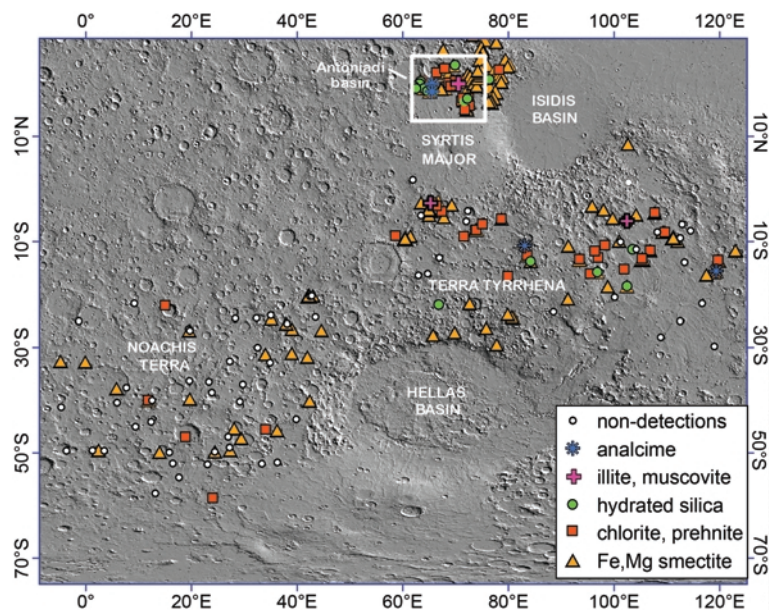 0° 20°E 40°E 60°E 80°E 100°E 120°E
Antoniadi
basin
ISIDIS
BASIN
SYRTIS
MAJOR
10°N 10°N
10°S 10°S
TERRA TYRRHENA
30°S 30°S
NOACHIS
TERRA
HELLAS
BASIN
50°S 50°S
70°S 70°S
non-detections
analcime
illite, muscovite
hydrated silica
chlorite, prehnite
Fe,Mg smectite
0° 20°E 40°E 60°E 80°E 100°E 120°E